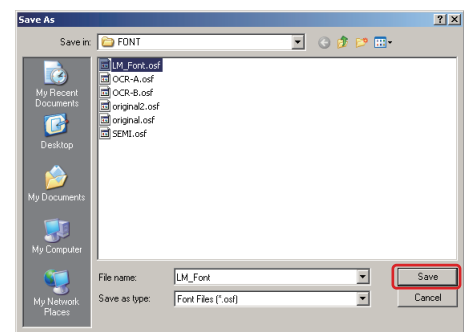 Save As
Save in:
FONT
LM_Font.osf
OCR-A.osf
OCR-B.osf
original2.osf
original.osf
SEMI.osf
My Recent
Documents
Desktop
My Documents
My Computer
My Network
Places
File name:
LM_Font
Save
Save as type:
Font Files (*.osf)
Cancel